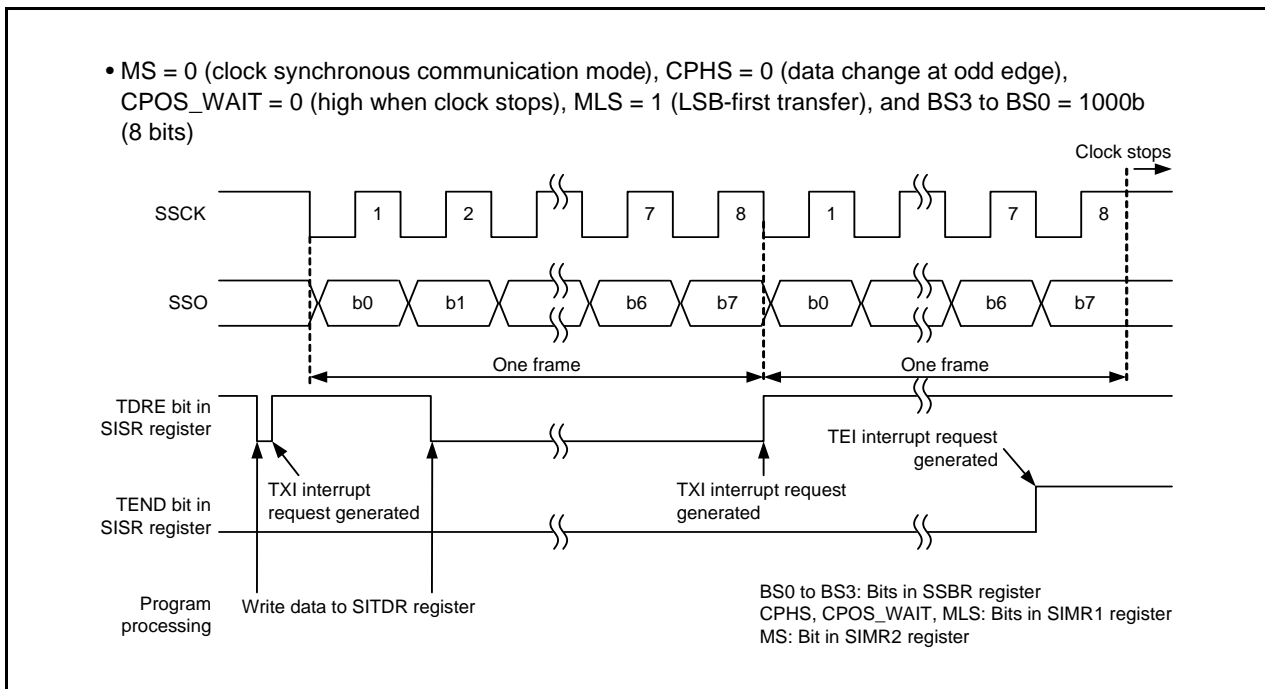 • MS = 0 (clock synchronous communication mode), CPHS = 0 (data change at odd edge),
CPOS_WAIT = 0 (high when clock stops), MLS = 1 (LSB-first transfer), and BS3 to BS0 = 1000b
(8 bits)
Clock stops
SSCK
1 2 7 8 1 7 8
SSO
b0 b1 b6 b7 b0 b6 b7
One frame One frame
TDRE bit in
SISR register
TEI interrupt request
generated
TXI interrupt
request generated
TXI interrupt request
generated
TEND bit in
SISR register
Program
processing
Write data to SITDR register
BS0 to BS3: Bits in SSBR register
CPHS, CPOS_WAIT, MLS: Bits in SIMR1 register
MS: Bit in SIMR2 register